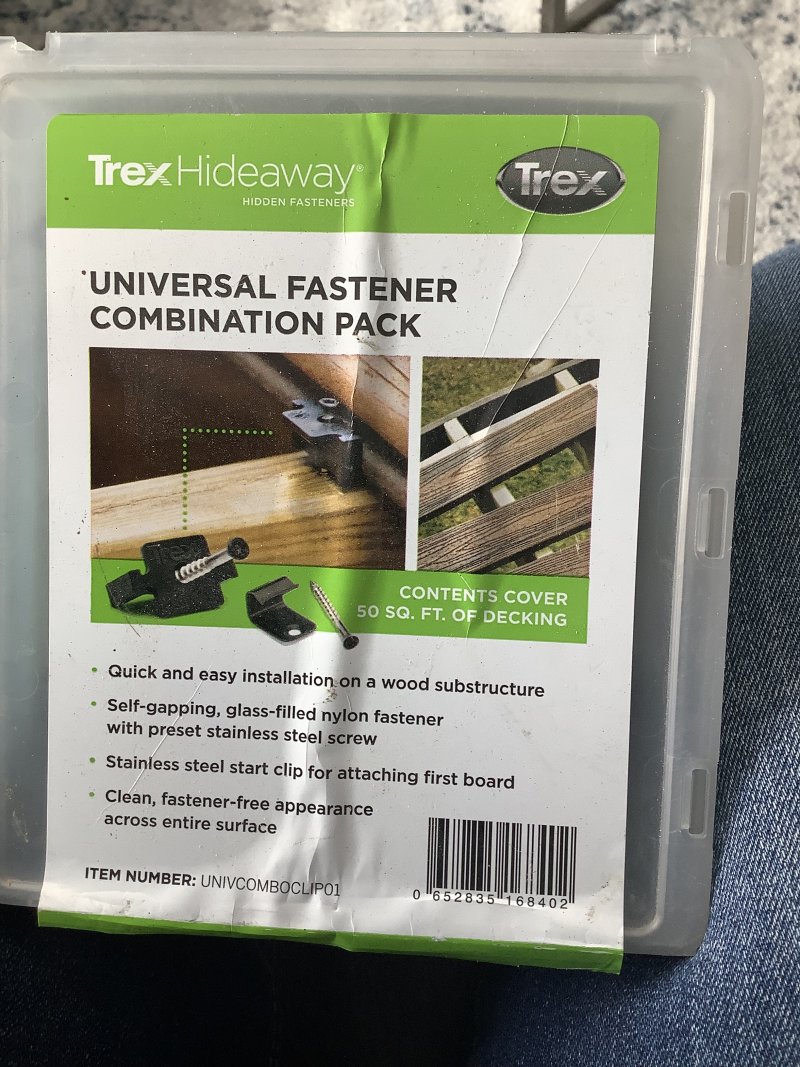 Trex Hideaway®
HIDDEN FASTENERS
Trex
UNIVERSAL FASTENER
COMBINATION PACK
CONTENTS COVER
50 SQ. FT. OF DECKING
• Quick and easy installation on a wood substructure
• Self-gapping, glass-filled nylon fastener
with preset stainless steel screw
• Stainless steel start clip for attaching first board
• Clean, fastener-free appearance
across entire surface
ITEM NUMBER: UNIVCOMBOCLIP01
0 652835 168402